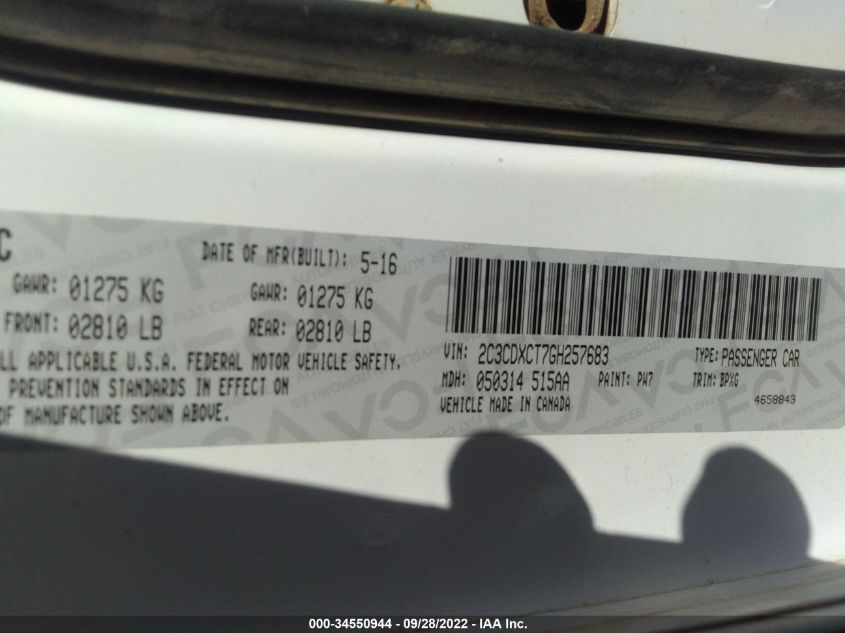 C
DATE OF MFR(BUILT): 5-16
GAWR: 01275 KG GAWR: 01275 KG
FRONT: 02810 LB REAR: 02810 LB
LL APPLICABLE U.S.A. FEDERAL MOTOR VEHICLE SAFETY,
PREVENTION STANDARDS IN EFFECT ON
OF MANUFACTURE SHOWN ABOVE.
VIN: 2C3CDXCT7GH257683 TYPE: PASSENGER CAR
MDH: 050314 515AA PAINT: PW7 TRIM: BPXG
VEHICLE MADE IN CANADA 4658843
000-34550944 - 09/28/2022 - IAA Inc.